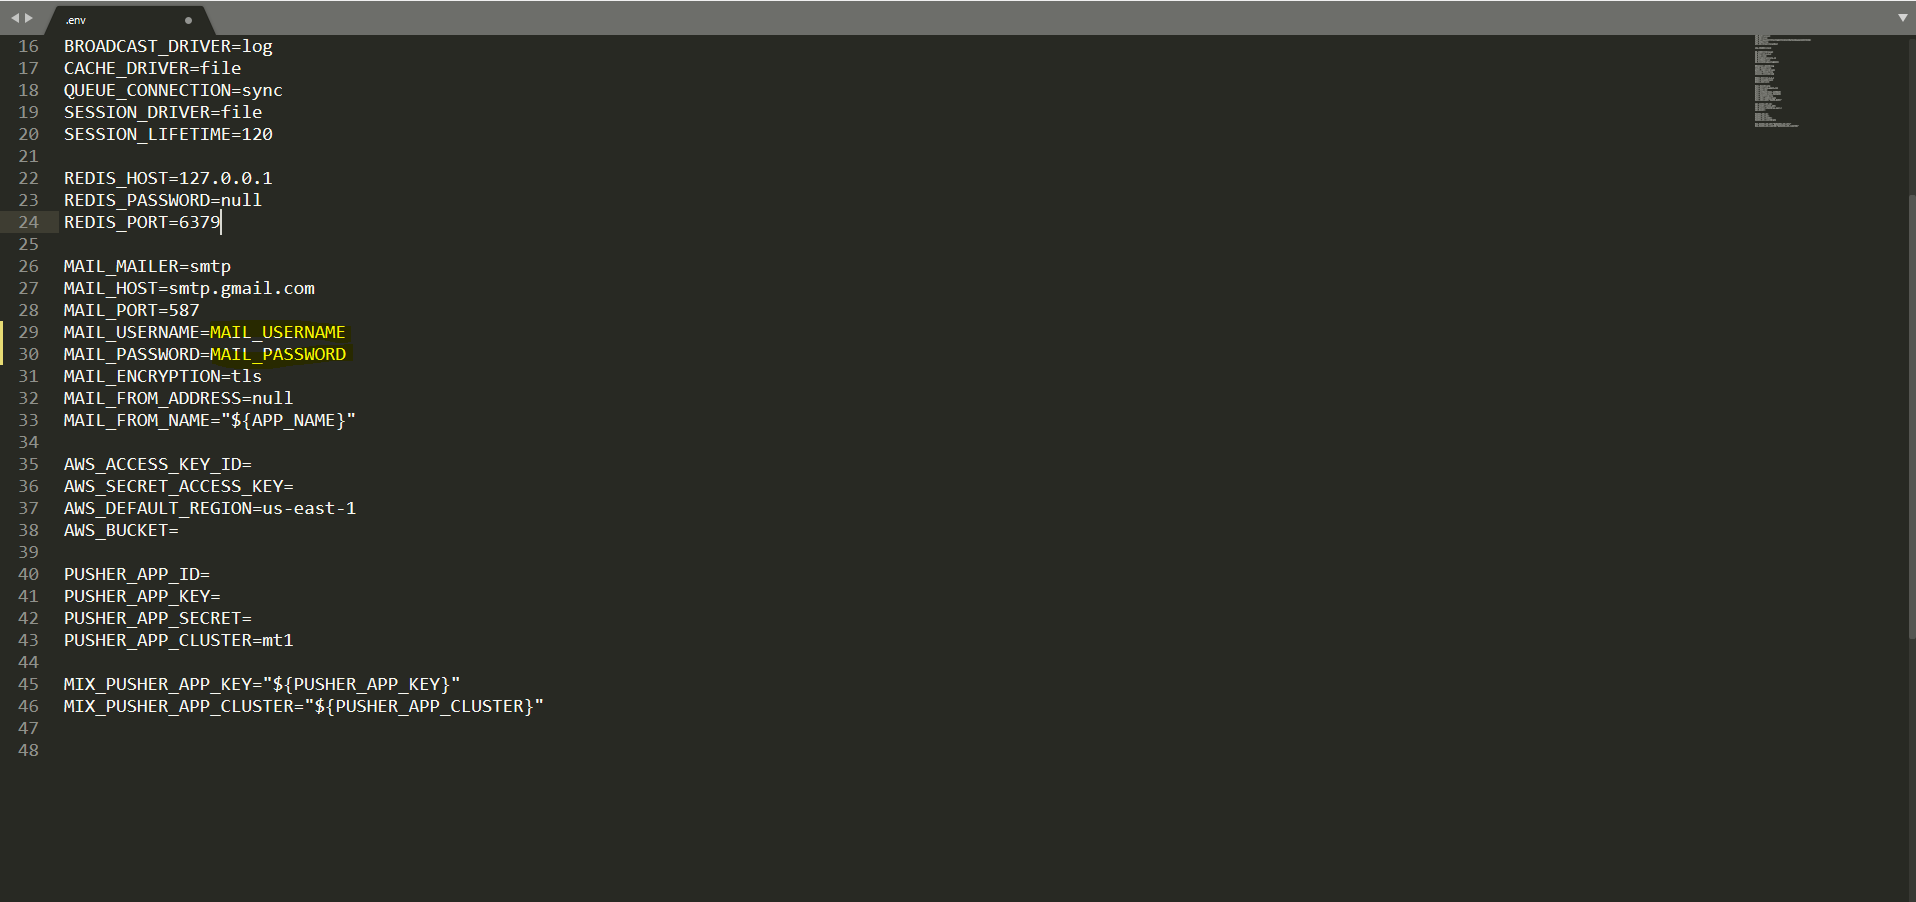 .env
16 BROADCAST_DRIVER=log
17 CACHE_DRIVER=file
18 QUEUE_CONNECTION=sync
19 SESSION_DRIVER=file
20 SESSION_LIFETIME=120
21
22 REDIS_HOST=127.0.0.1
23 REDIS_PASSWORD=null
24 REDIS_PORT=6379
25
26 MAIL_MAILER=smtp
27 MAIL_HOST=smtp.gmail.com
28 MAIL_PORT=587
29 MAIL_USERNAME=MAIL_USERNAME
30 MAIL_PASSWORD=MAIL_PASSWORD
31 MAIL_ENCRYPTION=tls
32 MAIL_FROM_ADDRESS=null
33 MAIL_FROM_NAME="${APP_NAME}"
34
35 AWS_ACCESS_KEY_ID=
36 AWS_SECRET_ACCESS_KEY=
37 AWS_DEFAULT_REGION=us-east-1
38 AWS_BUCKET=
39
40 PUSHER_APP_ID=
41 PUSHER_APP_KEY=
42 PUSHER_APP_SECRET=
43 PUSHER_APP_CLUSTER=mt1
44
45 MIX_PUSHER_APP_KEY="${PUSHER_APP_KEY}"
46 MIX_PUSHER_APP_CLUSTER="${PUSHER_APP_CLUSTER}"
47
48